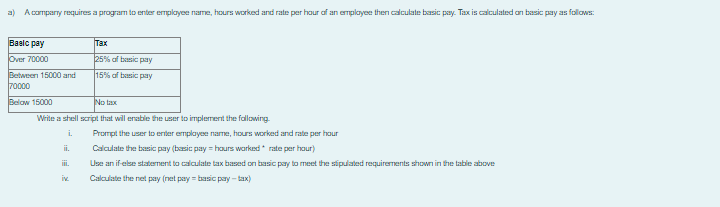 a) A company requires a program to enter employee name, hours worked and rate per hour of an employee then calculate basic pay. Tax is calculated on basic pay as follows:
Basic pay Tax
Over 70000 25% of basic pay
Between 15000 and 15% of basic pay
70000
Below 15000 No tax
Write a shell script that will enable the user to implement the following.
i. Prompt the user to enter employee name, hours worked and rate per hour
ii. Calculate the basic pay (basic pay = hours worked * rate per hour)
iii. Use an if-else statement to calculate tax based on basic pay to meet the stipulated requirements shown in the table above
iv. Calculate the net pay (net pay = basic pay – tax)